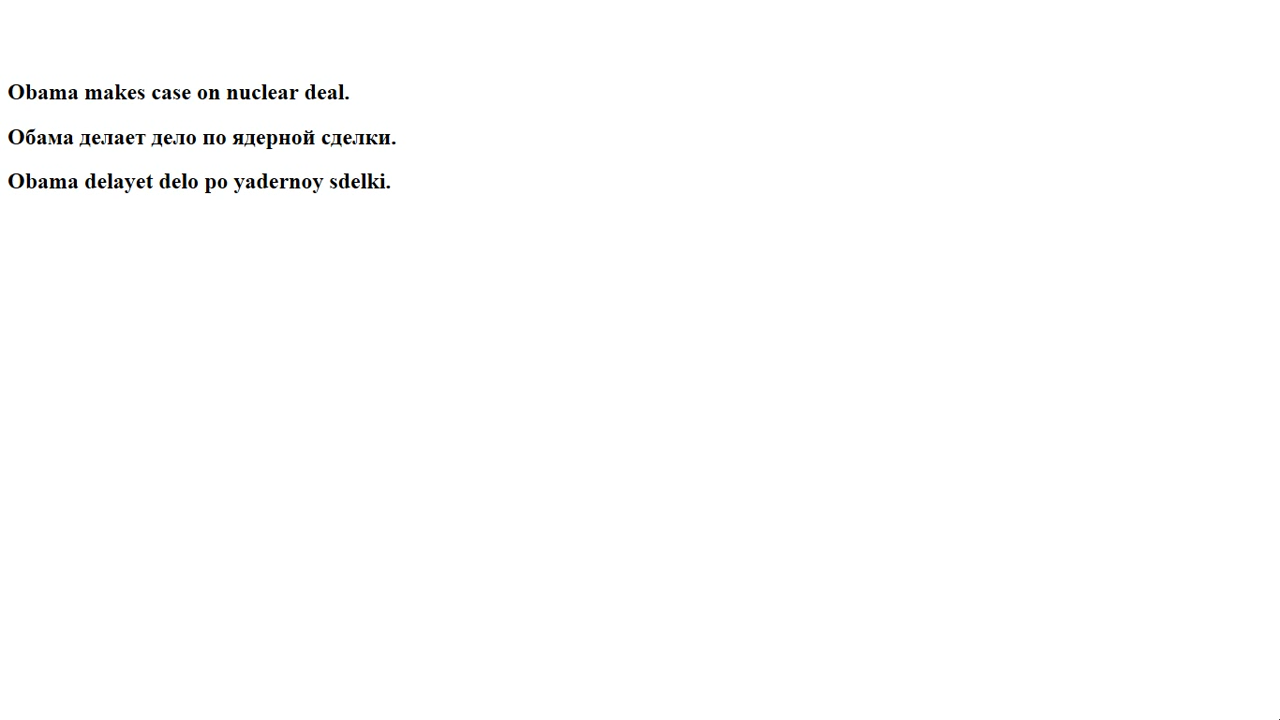 Obama makes case on nuclear deal.
Обама делает дело по ядерной сделки.
Obama delayet delo po yadernoy sdelki.